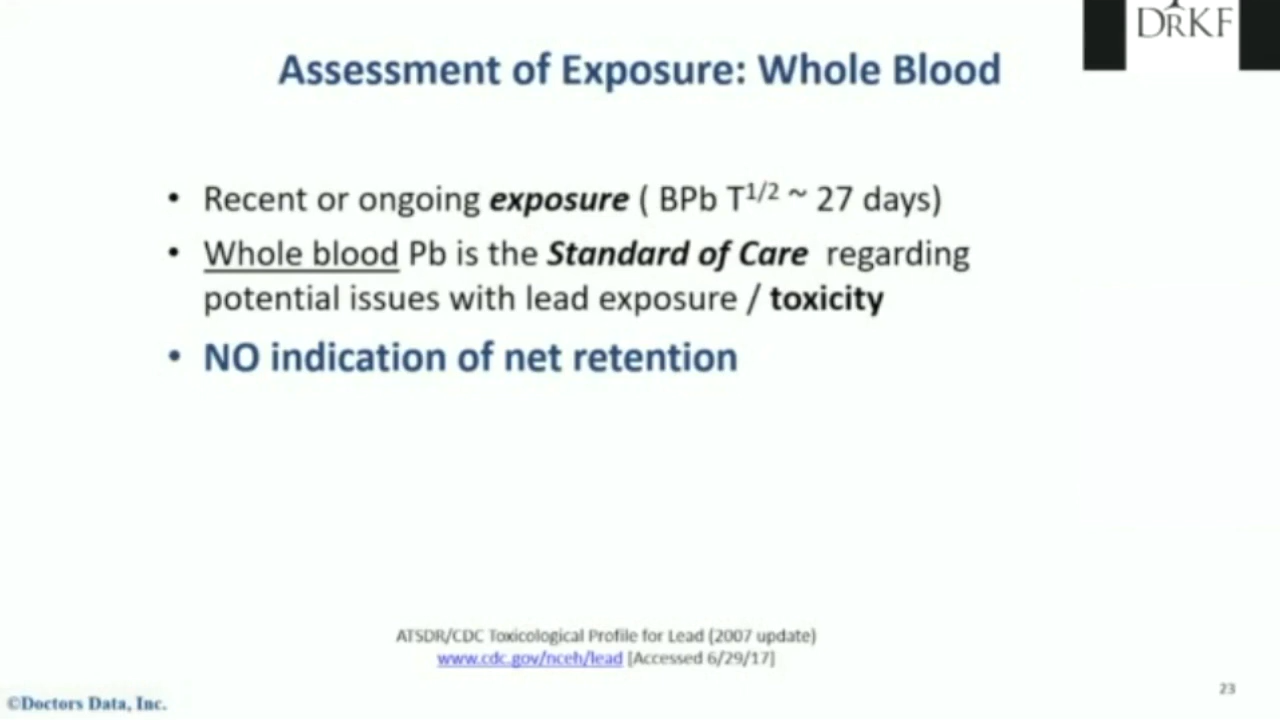 DRKF
Assessment of Exposure: Whole Blood
• Recent or ongoing exposure ( BPb T1/2 ~ 27 days)
• Whole blood Pb is the Standard of Care regarding
potential issues with lead exposure / toxicity
• NO indication of net retention
ATSDR/CDC Toxicological Profile for Lead (2007 update)
www.cdc.gov/nceh/lead [Accessed 6/29/17]
23
©Doctors Data, Inc.